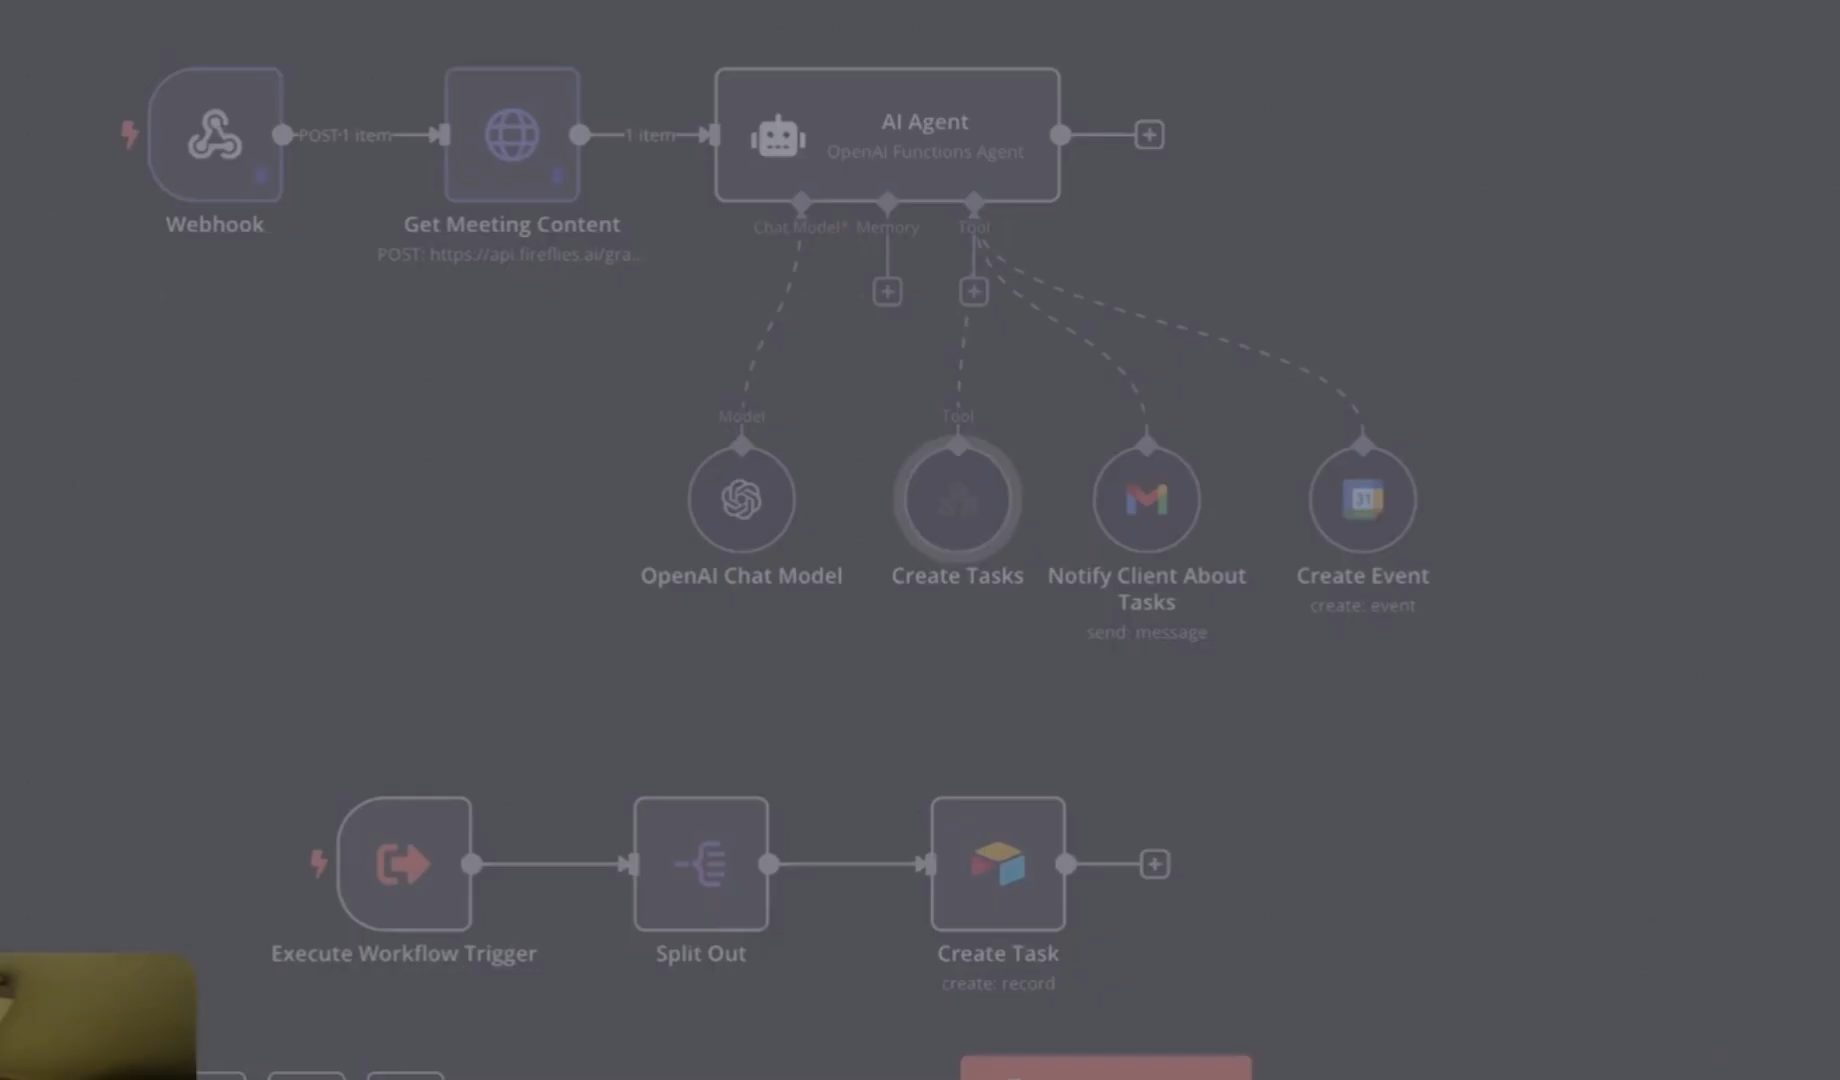 POST 1 item
1 item
AI Agent
OpenAI Functions Agent
Webhook
Get Meeting Content
POST: https://api.fireflies.ai/gra...
Chat Model*
Memory
Tool
Model
Tool
31
OpenAI Chat Model
Create Tasks
Notify Client About
Tasks
send: message
Create Event
create: event
Execute Workflow Trigger
Split Out
Create Task
create: record